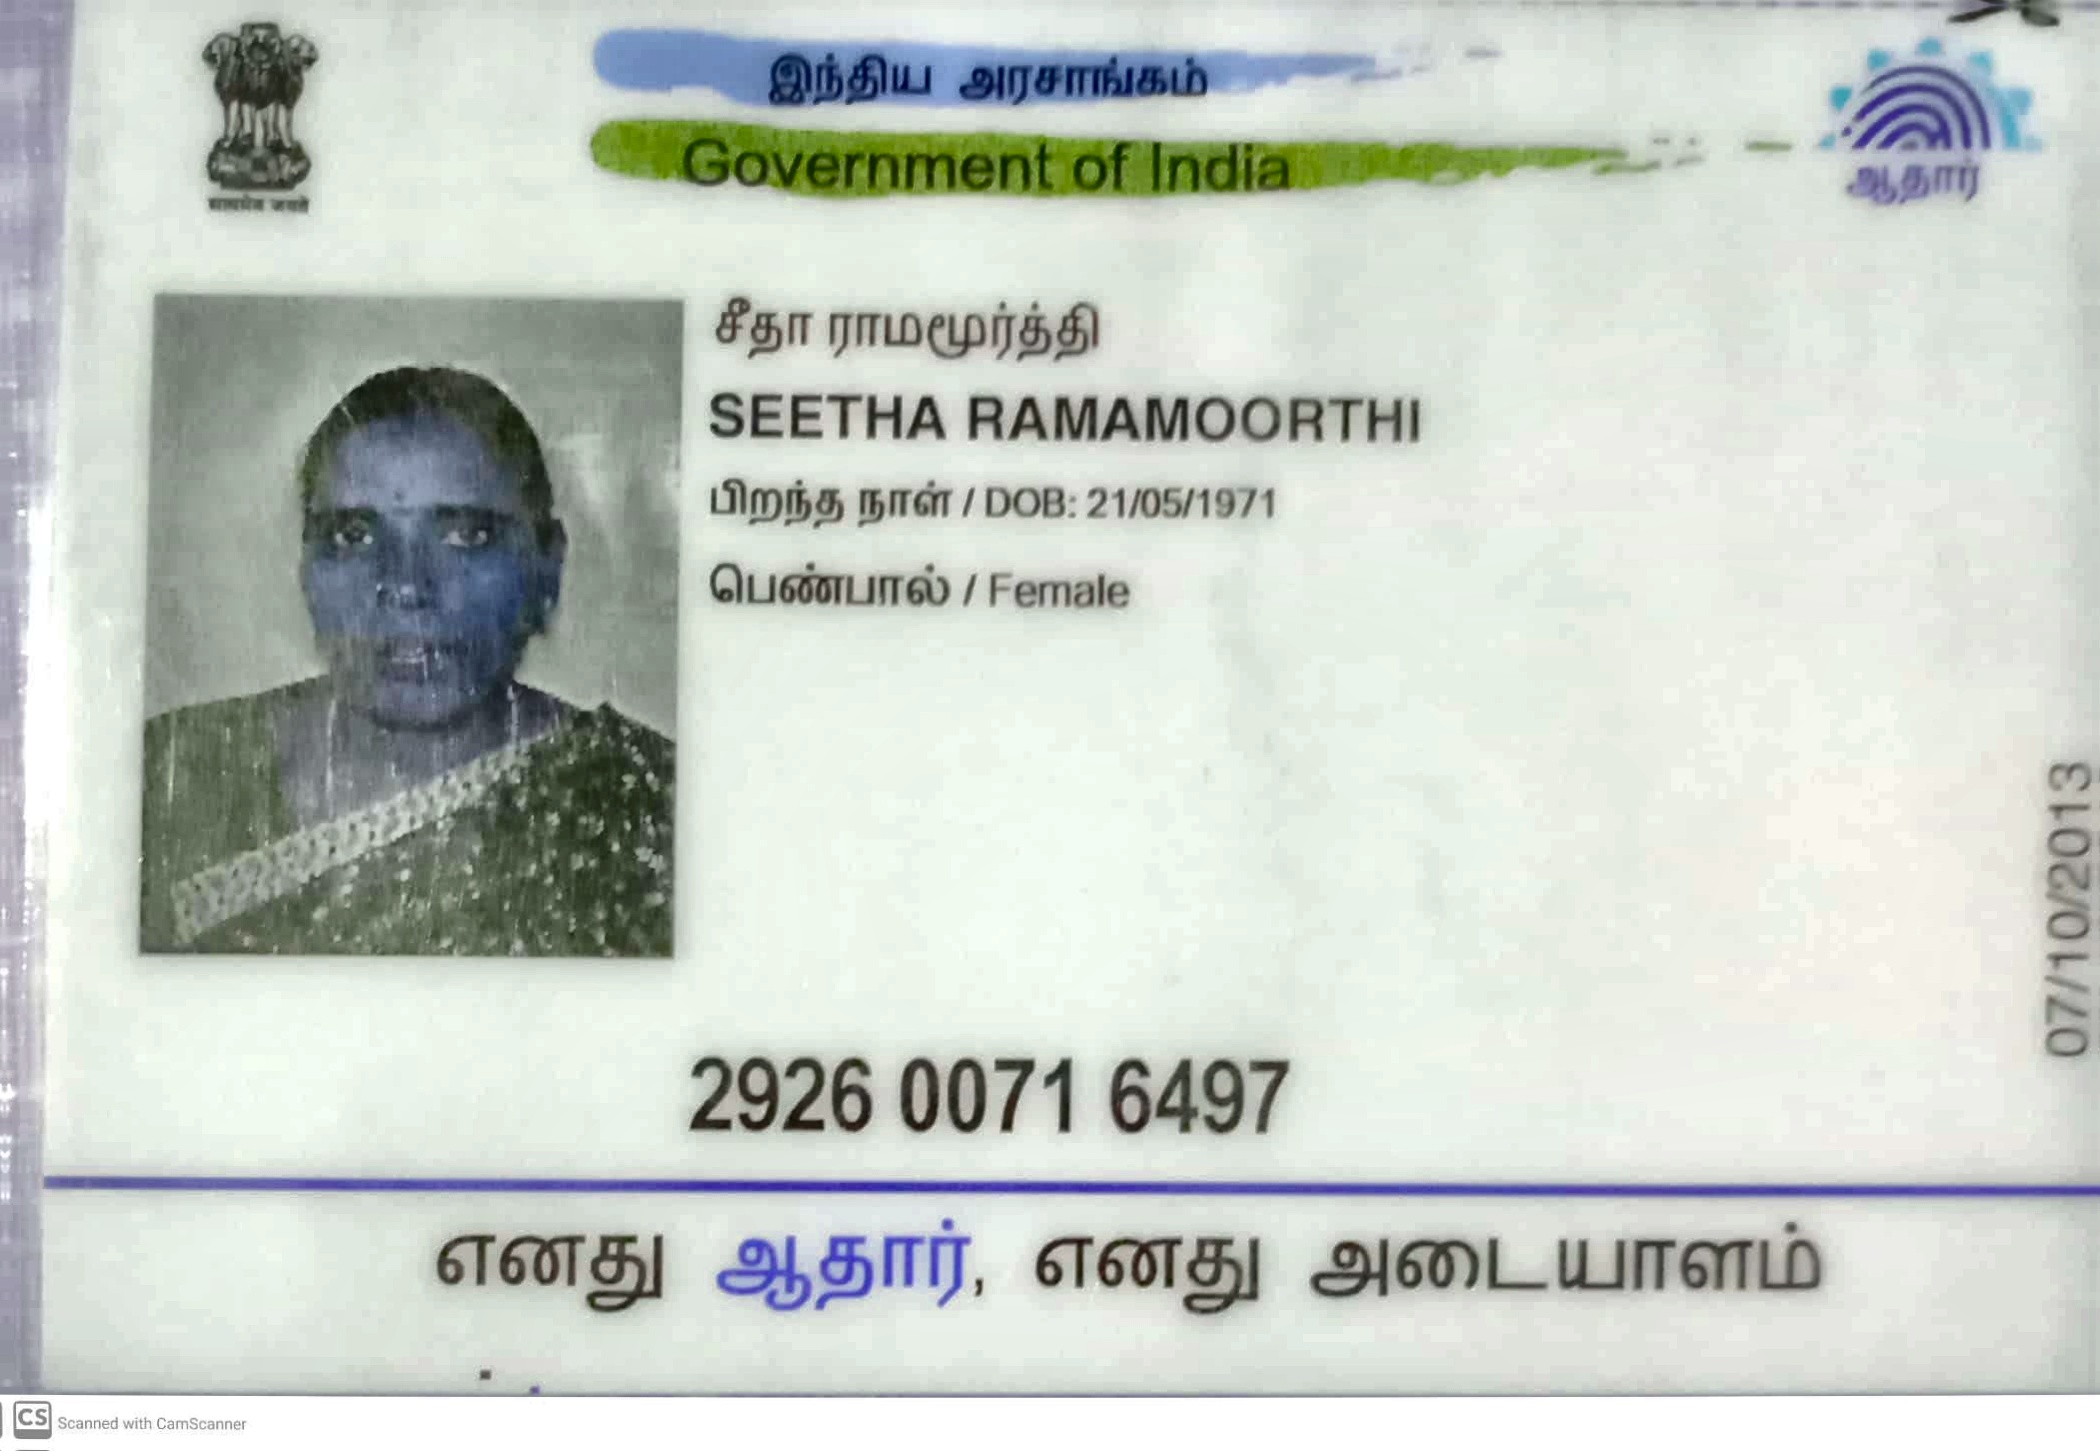 இந்திய அரசாங்கம்
Government of India
सत्यमेव जयते
ஆதார்
சீதா ராமமூர்த்தி
SEETHA RAMAMOORTHI
பிறந்த நாள் / DOB: 21/05/1971
பெண்பால் / Female
07/10/2013
2926 0071 6497
எனது ஆதார், எனது அடையாளம்
CS Scanned with CamScanner